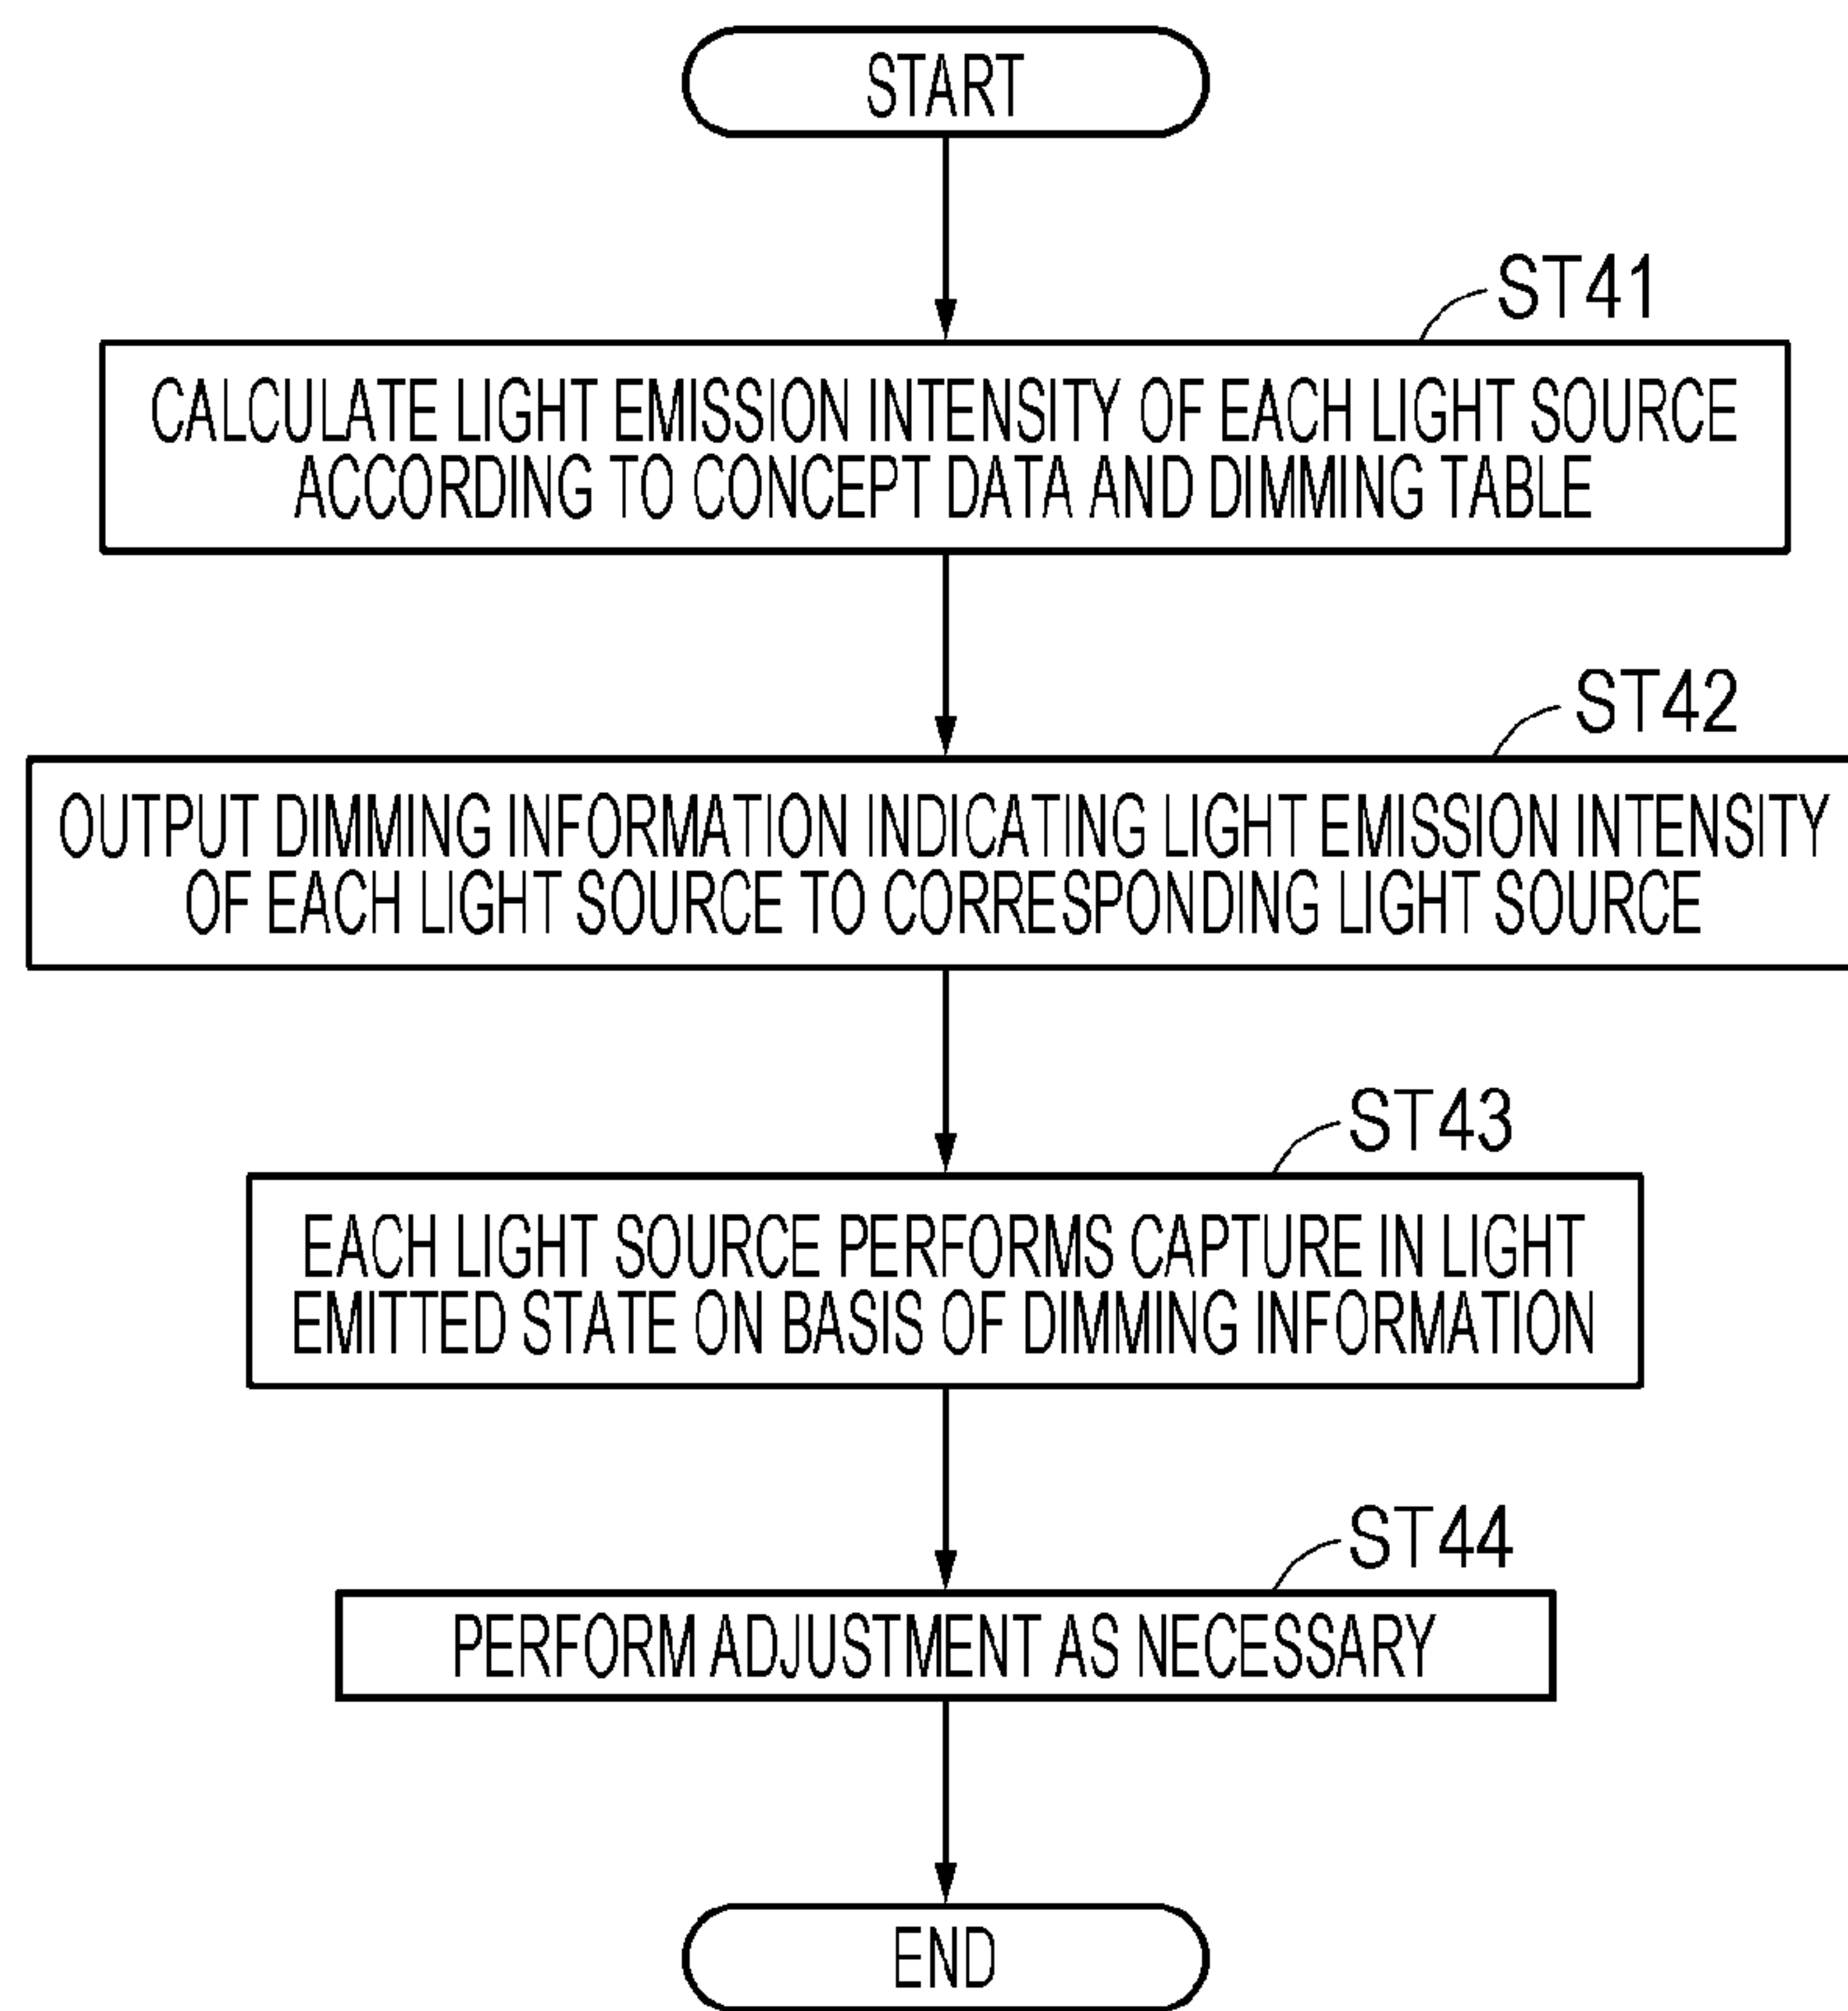 START
ST41
CALCULATE LIGHT EMISSION INTENSITY OF EACH LIGHT SOURCE
ACCORDING TO CONCEPT DATA AND DIMMING TABLE
ST42
OUTPUT DIMMING INFORMATION INDICATING LIGHT EMISSION INTENSITY
OF EACH LIGHT SOURCE TO CORRESPONDING LIGHT SOURCE
ST43
EACH LIGHT SOURCE PERFORMS CAPTURE IN LIGHT
EMITTED STATE ON BASIS OF DIMMING INFORMATION
ST44
PERFORM ADJUSTMENT AS NECESSARY
END